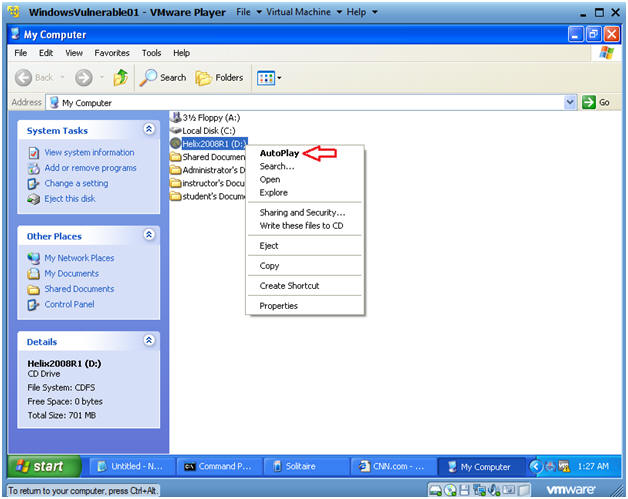 WindowsVulnerable01 - VMware Player File Virtual Machine Help
My Computer
File Edit View Favorites Tools Help
Back Search Folders
Address My Computer Go
System Tasks
View system information
Add or remove programs
Change a setting
Eject this disk
Other Places
My Network Places
My Documents
Shared Documents
Control Panel
Details
Helix2008R1 (D:)
CD Drive
File System: CDFS
Free Space: 0 bytes
Total Size: 701 MB
3½ Floppy (A:)
Local Disk (C:)
Helix2008R1 (D:)
Shared Documen
Administrator's D
instructor's Docu
student's Docume
AutoPlay
Search...
Open
Explore
Sharing and Security...
Write these files to CD
Eject
Copy
Create Shortcut
Properties
start Untitled - N... Command P... Solitaire CNN.com - ... My Computer 1:27 AM
To return to your computer, press Ctrl+Alt. vmware